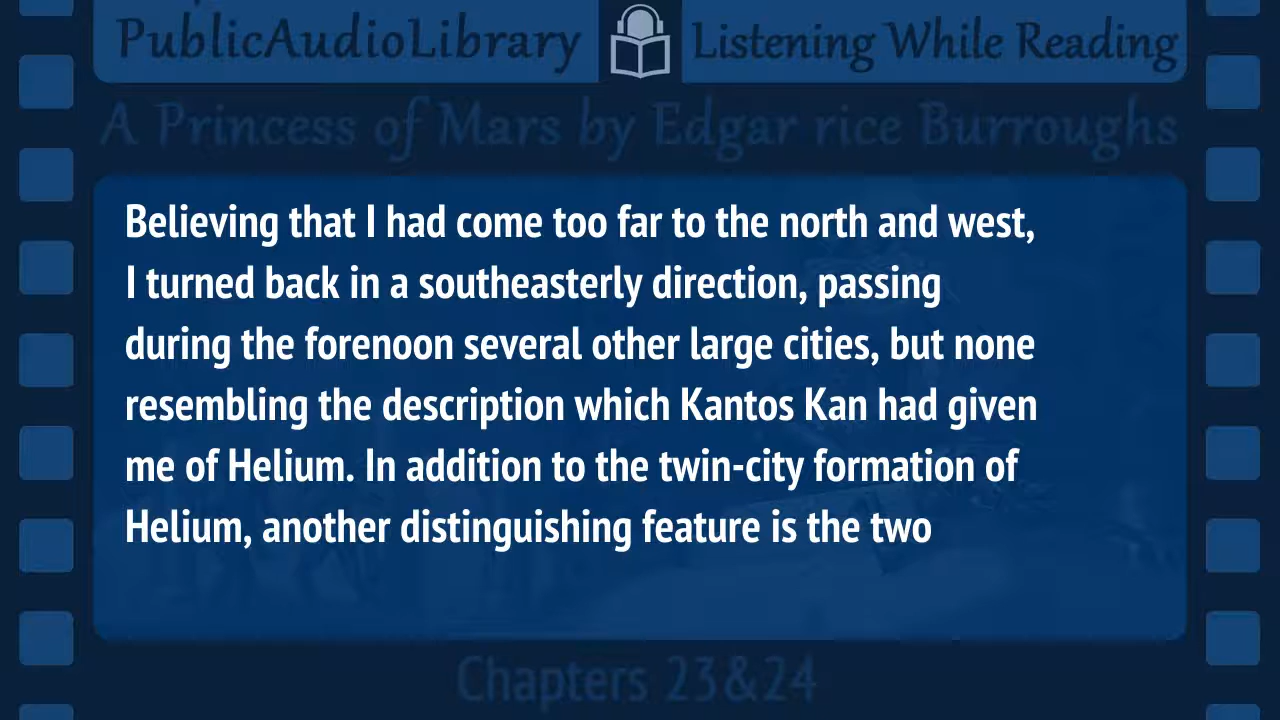 PublicAudioLibrary Listening While Reading
A Princess of Mars by Edgar rice Burroughs
Believing that I had come too far to the north and west,
I turned back in a southeasterly direction, passing
during the forenoon several other large cities, but none
resembling the description which Kantos Kan had given
me of Helium. In addition to the twin-city formation of
Helium, another distinguishing feature is the two
Chapters 23&24